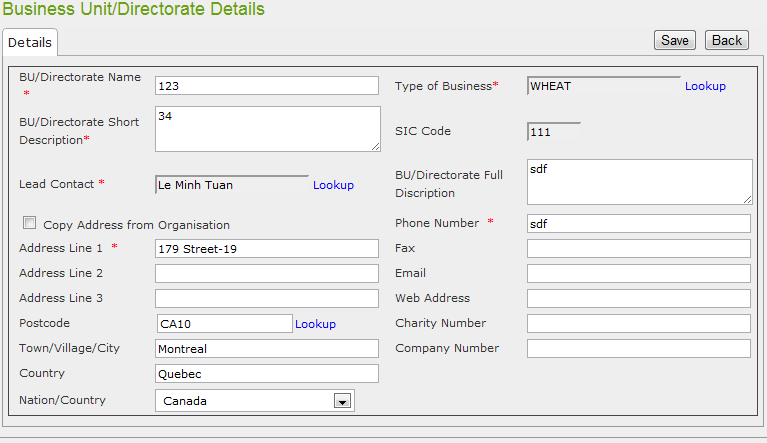 Business Unit/Directorate Details
Details
Save Back
BU/Directorate Name
*
123
Type of Business* WHEAT Lookup
BU/Directorate Short
Description*
34
SIC Code 111
Lead Contact * Le Minh Tuan Lookup
BU/Directorate Full
Discription
sdf
Copy Address from Organisation
Phone Number * sdf
Address Line 1 * 179 Street-19
Fax
Address Line 2
Email
Address Line 3
Web Address
Postcode CA10 Lookup
Charity Number
Town/Village/City Montreal
Company Number
Country Quebec
Nation/Country Canada